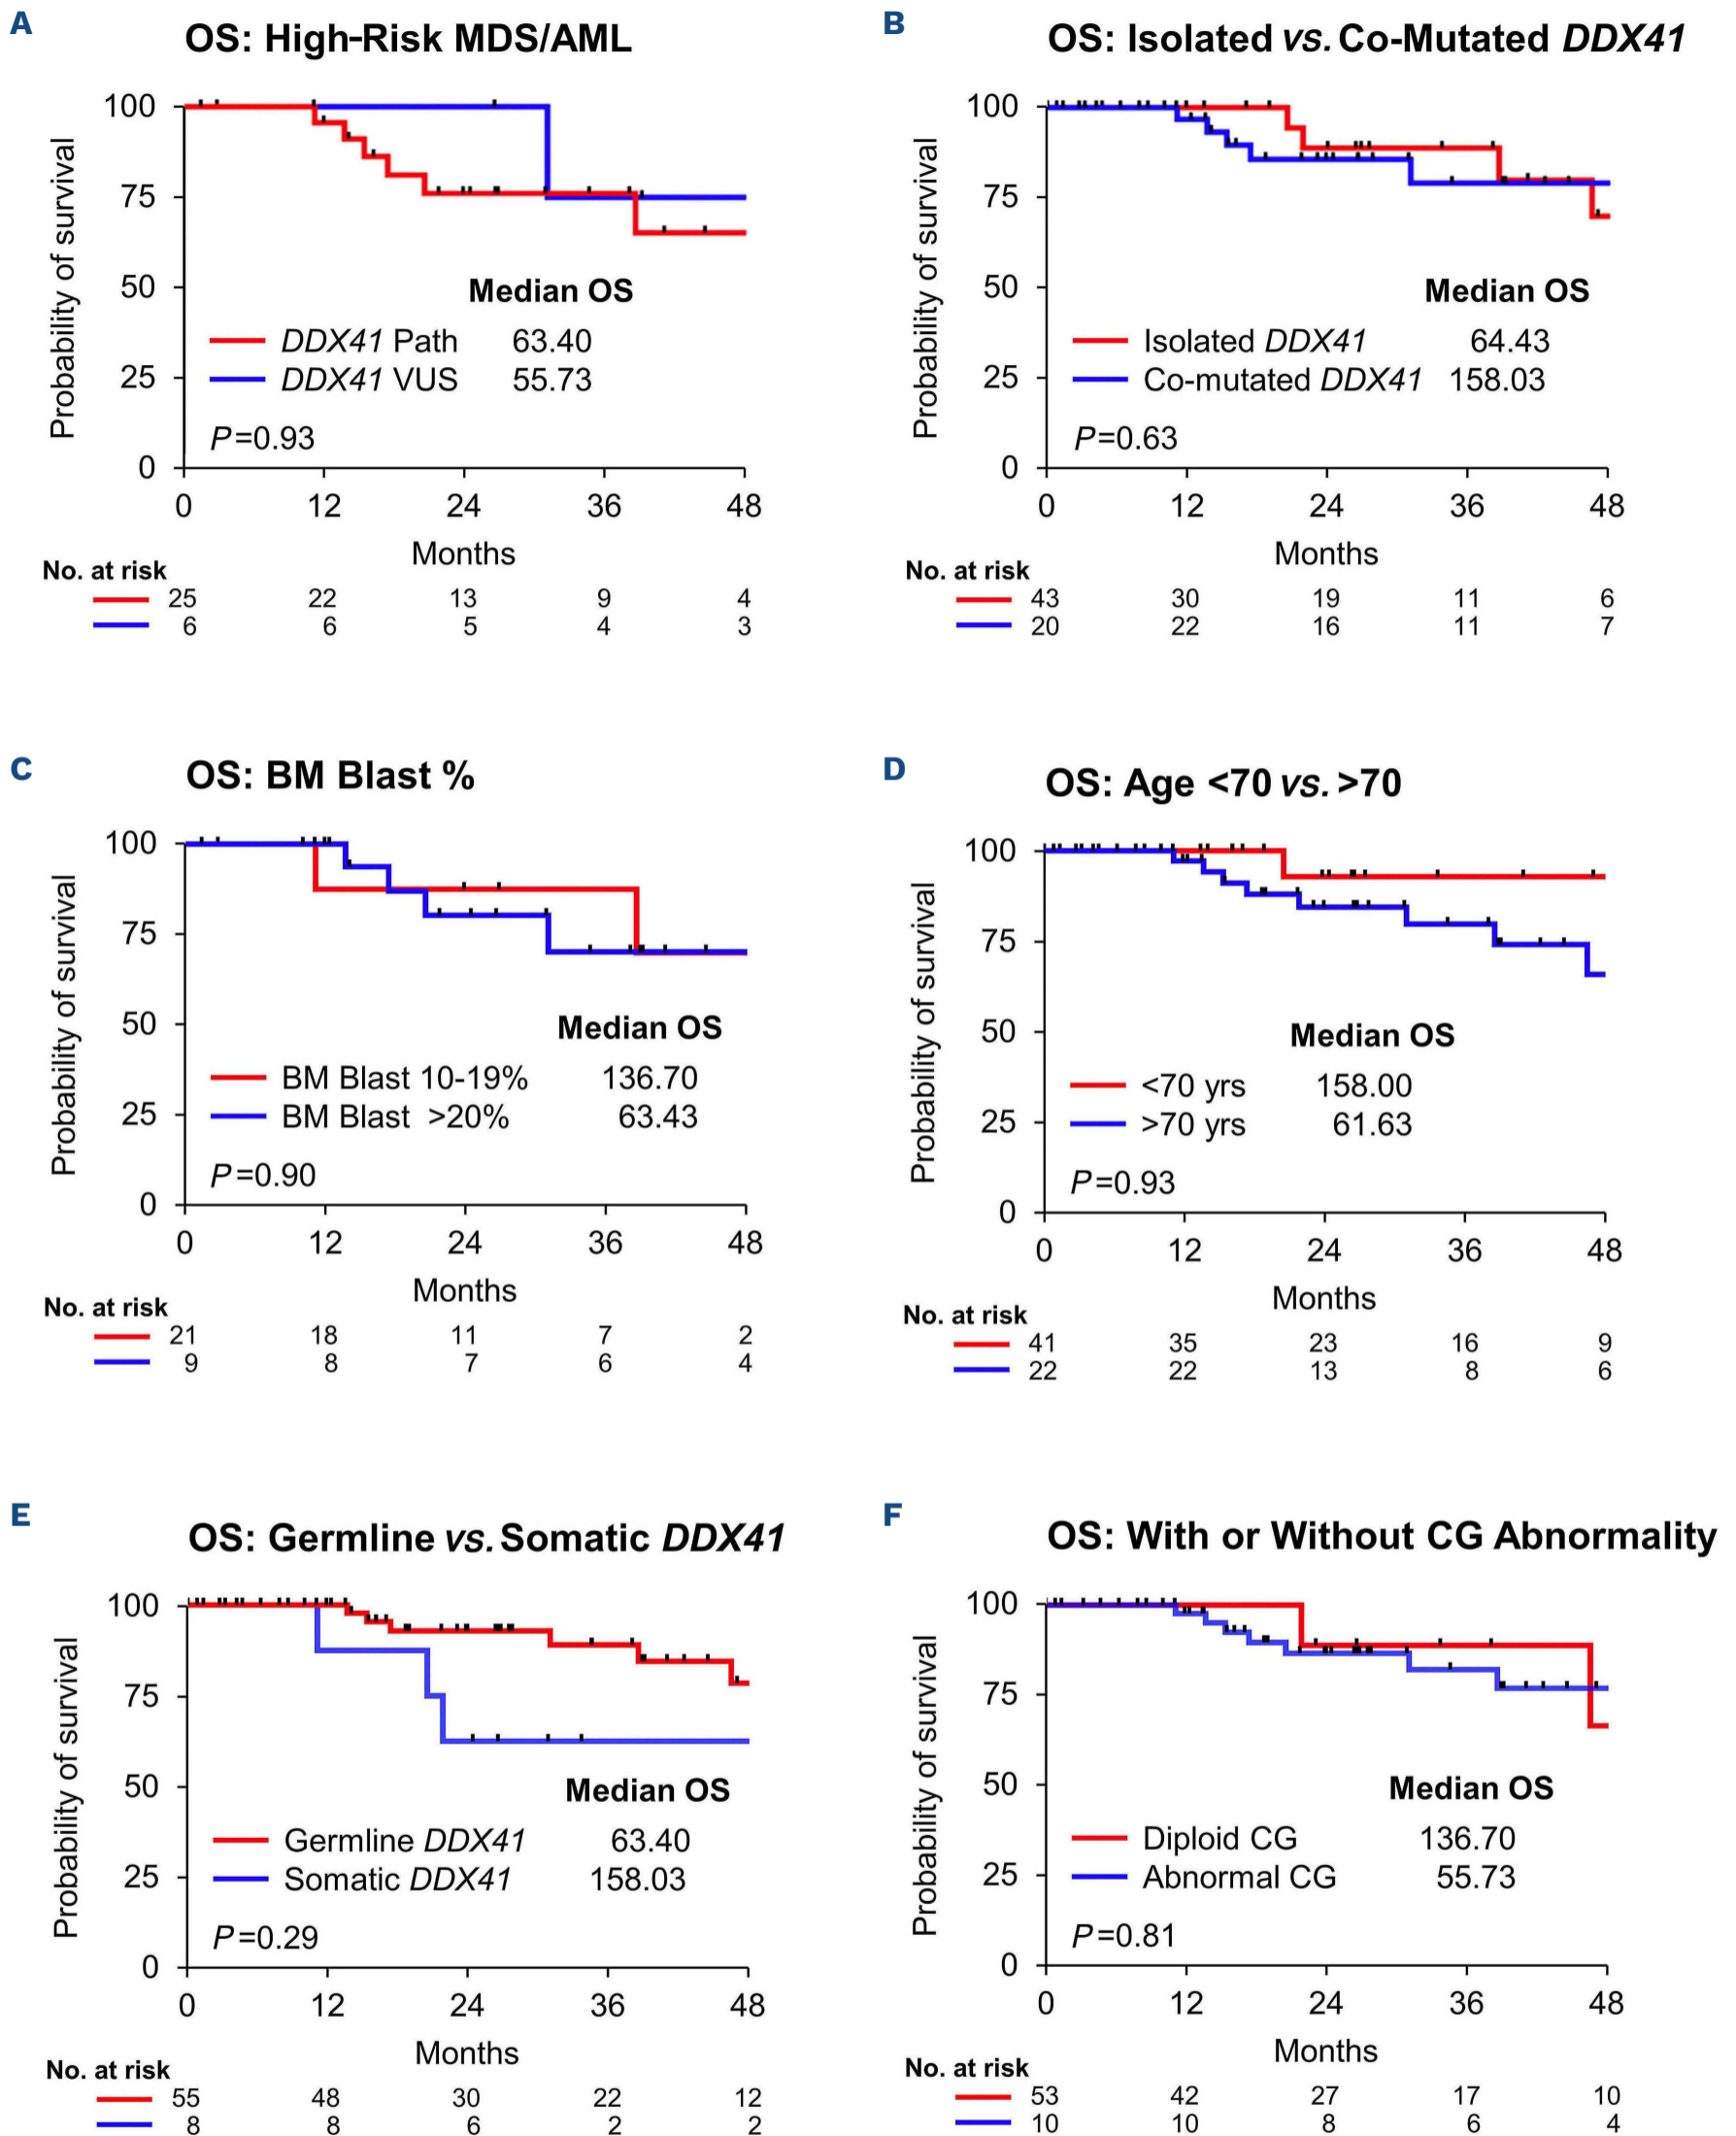 A
OS: High-Risk MDS/AML
Probability of survival
100
75
50
25
0
Median OS
DDX41 Path 63.40
DDX41 VUS 55.73
P=0.93
0 12 24 36 48
Months
No. at risk
25 22 13 9 4
6 6 5 4 3
B
OS: Isolated vs. Co-Mutated DDX41
Probability of survival
100
75
50
25
0
Median OS
Isolated DDX41 64.43
Co-mutated DDX41 158.03
P=0.63
0 12 24 36 48
Months
No. at risk
43 30 19 11 6
20 22 16 11 7
C
OS: BM Blast %
Probability of survival
100
75
50
25
0
Median OS
BM Blast 10-19% 136.70
BM Blast >20% 63.43
P=0.90
0 12 24 36 48
Months
No. at risk
21 18 11 7 2
9 8 7 6 4
D
OS: Age <70 vs. >70
Probability of survival
100
75
50
25
0
Median OS
<70 yrs 158.00
>70 yrs 61.63
P=0.93
0 12 24 36 48
Months
No. at risk
41 35 23 16 9
22 22 13 8 6
E
OS: Germline vs. Somatic DDX41
Probability of survival
100
75
50
25
0
Median OS
Germline DDX41 63.40
Somatic DDX41 158.03
P=0.29
0 12 24 36 48
Months
No. at risk
55 48 30 22 12
8 8 6 2 2
F
OS: With or Without CG Abnormality
Probability of survival
100
75
50
25
0
Median OS
Diploid CG 136.70
Abnormal CG 55.73
P=0.81
0 12 24 36 48
Months
No. at risk
53 42 27 17 10
10 10 8 6 4